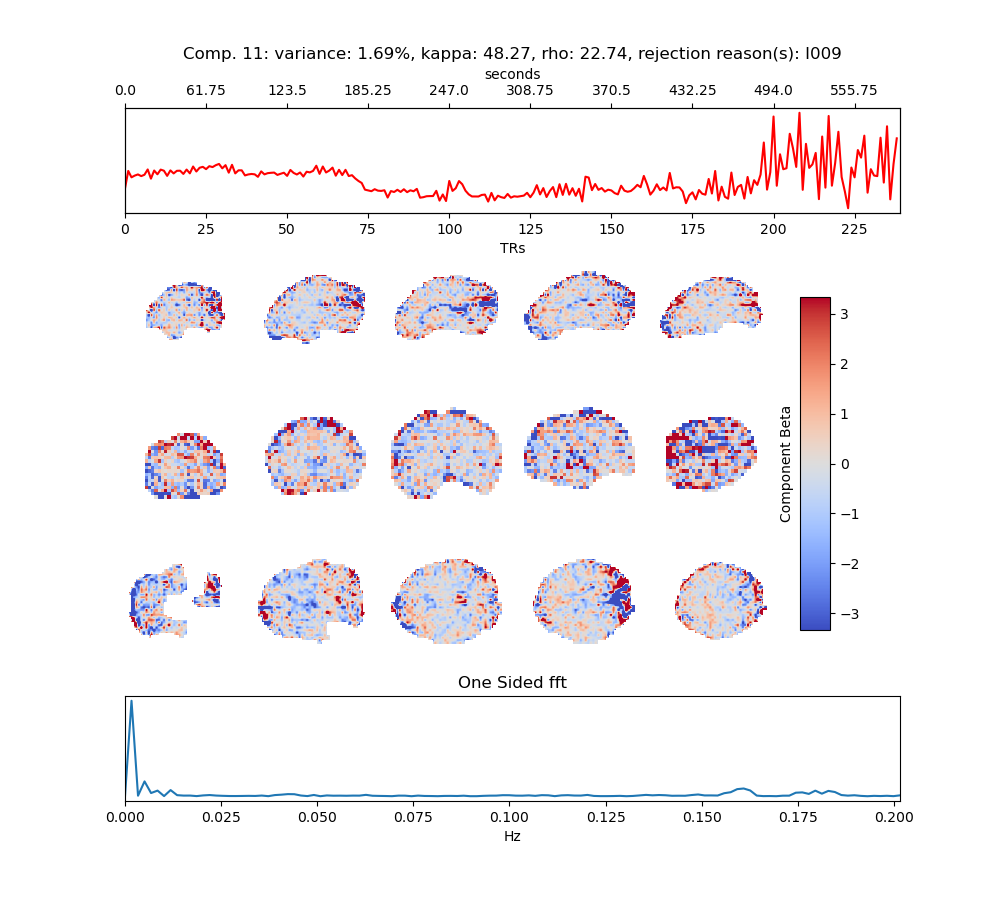 Comp. 11: variance: 1.69%, kappa: 48.27, rho: 22.74, rejection reason(s): I009
seconds
0.0 61.75 123.5 185.25 247.0 308.75 370.5 432.25 494.0 555.75
0 25 50 75 100 125 150 175 200 225
TRs
3
2
1
0
−1
−2
−3
Component Beta
One Sided fft
0.000 0.025 0.050 0.075 0.100 0.125 0.150 0.175 0.200
Hz